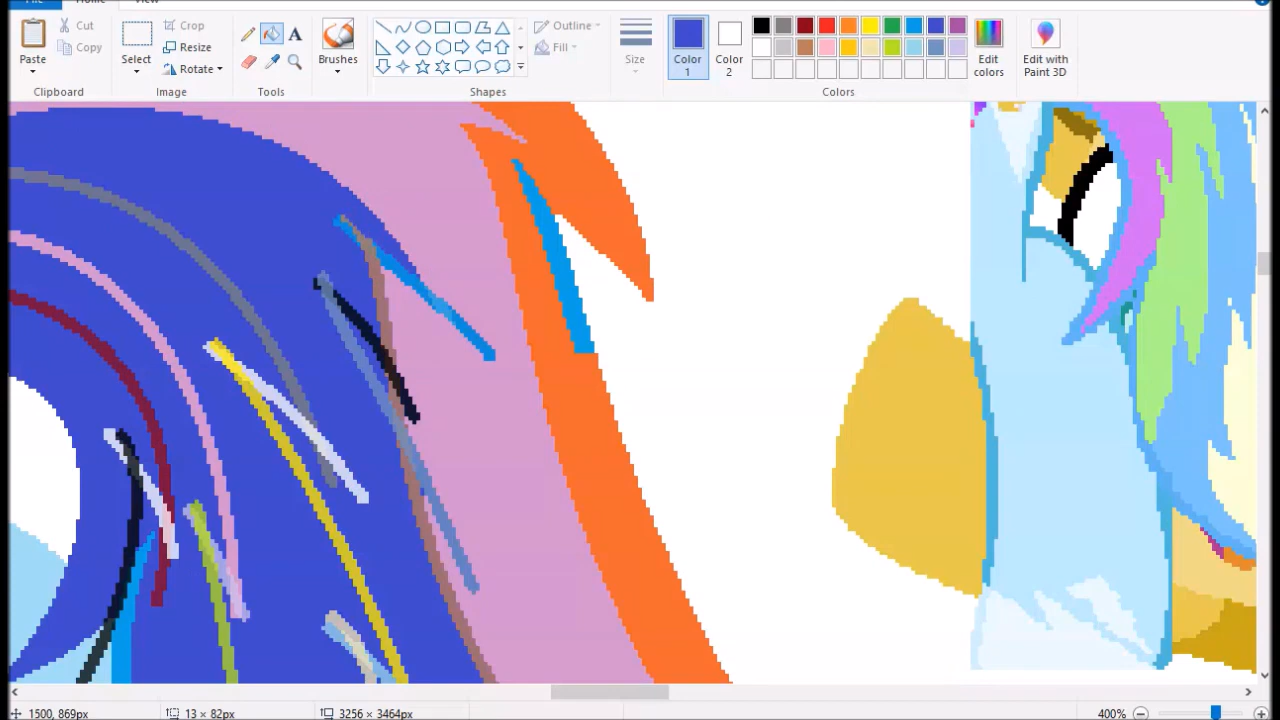 File Home View
Cut
Copy
Paste
Clipboard
Select
Crop
Resize
Rotate
Image
A
Tools
Brushes
Outline
Fill
Shapes
Size
Color 1
Color 2
Edit colors
Colors
Edit with Paint 3D
1500, 869px
13 × 82px
3256 × 3464px
400%